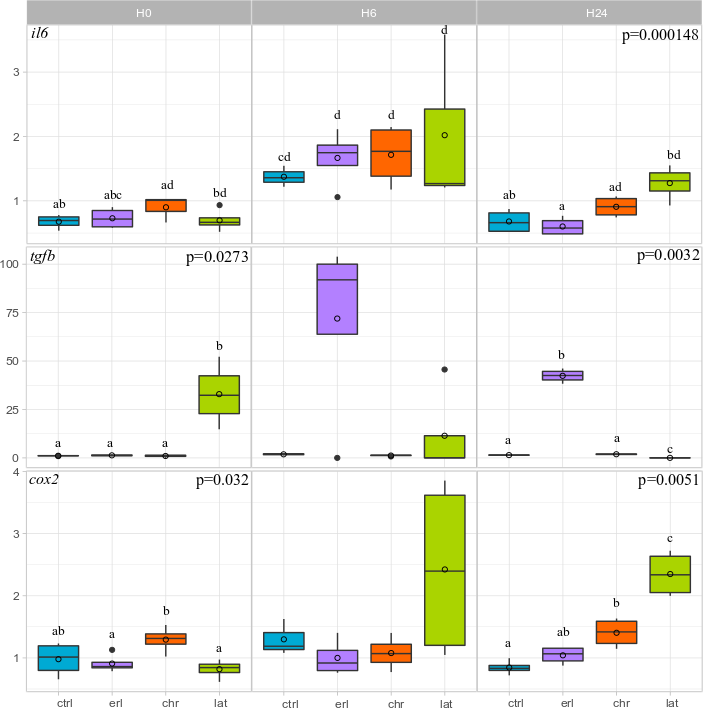 H0 H6 H24
il6 p=0.000148
3
2
1
ab abc ad bd
cd d d d
ab a ad bd
tgfb p=0.0273 p=0.0032
100
75
50
25
0
a a a b
a b a c
cox2 p=0.032 p=0.0051
4
3
2
1
ab a b a
a ab b c
ctrl erl chr lat ctrl erl chr lat ctrl erl chr lat